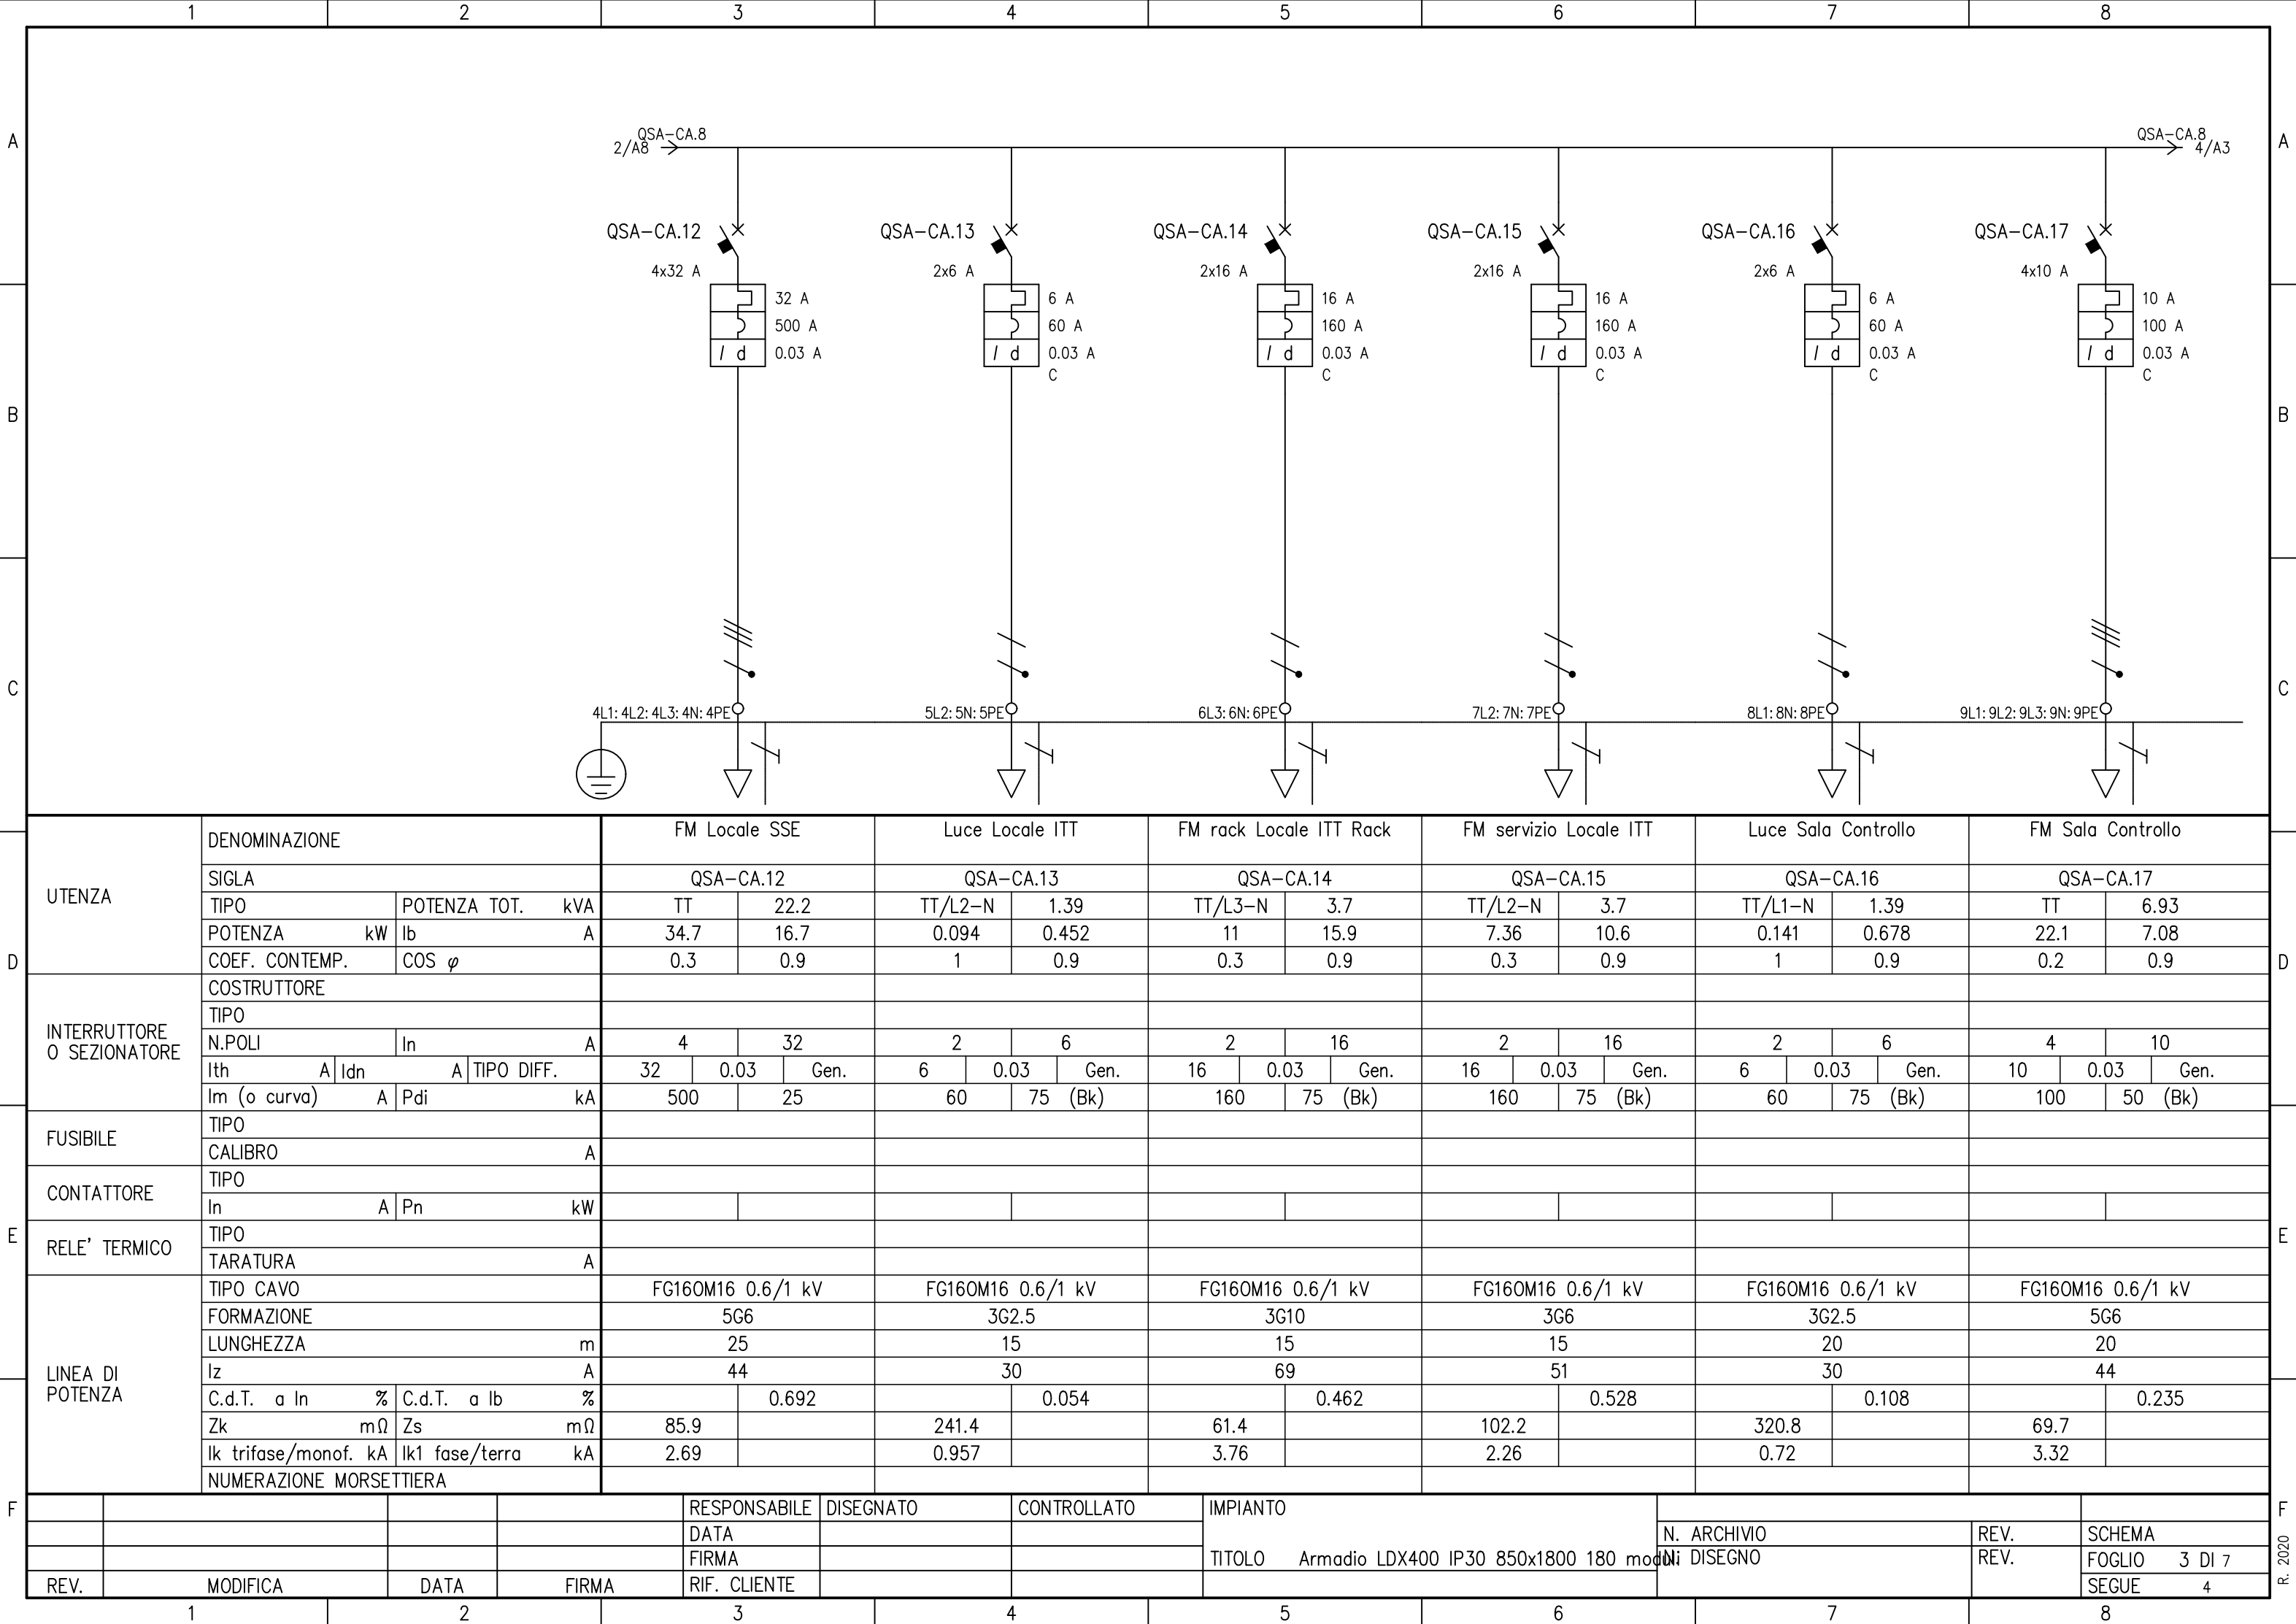 1 2 3 4 5 6 7 8
A A
QSA-CA.8 QSA-CA.8
2/A8 4/A3
QSA-CA.12 QSA-CA.13 QSA-CA.14 QSA-CA.15 QSA-CA.16 QSA-CA.17
4x32 A 2x6 A 2x16 A 2x16 A 2x6 A 4x10 A
32 A 6 A 16 A 16 A 6 A 10 A
500 A 60 A 160 A 160 A 60 A 100 A
I d 0.03 A I d 0.03 A I d 0.03 A I d 0.03 A I d 0.03 A I d 0.03 A
C C C C C
B B
C C
4L1:4L2:4L3:4N:4PE 5L2:5N:5PE 6L3:6N:6PE 7L2:7N:7PE 8L1:8N:8PE 9L1:9L2:9L3:9N:9PE
UTENZA
DENOMINAZIONE FM Locale SSE Luce Locale ITT FM rack Locale ITT Rack FM servizio Locale ITT Luce Sala Controllo FM Sala Controllo
SIGLA QSA-CA.12 QSA-CA.13 QSA-CA.14 QSA-CA.15 QSA-CA.16 QSA-CA.17
TIPO POTENZA TOT. kVA TT 22.2 TT/L2-N 1.39 TT/L3-N 3.7 TT/L2-N 3.7 TT/L1-N 1.39 TT 6.93
POTENZA kW Ib A 34.7 16.7 0.094 0.452 11 15.9 7.36 10.6 0.141 0.678 22.1 7.08
D COEF. CONTEMP. COS φ 0.3 0.9 1 0.9 0.3 0.9 0.3 0.9 1 0.9 0.2 0.9 D
INTERRUTTORE
O SEZIONATORE
COSTRUTTORE
TIPO
N.POLI In A 4 32 2 6 2 16 2 16 2 6 4 10
Ith A Idn A TIPO DIFF. 32 0.03 Gen. 6 0.03 Gen. 16 0.03 Gen. 16 0.03 Gen. 6 0.03 Gen. 10 0.03 Gen.
Im (o curva) A Pdi kA 500 25 60 75 (Bk) 160 75 (Bk) 160 75 (Bk) 60 75 (Bk) 100 50 (Bk)
FUSIBILE
TIPO
CALIBRO A
CONTATTORE
TIPO
In A Pn kW
E E
RELE' TERMICO
TIPO
TARATURA A
LINEA DI
POTENZA
TIPO CAVO FG16OM16 0.6/1 kV FG16OM16 0.6/1 kV FG16OM16 0.6/1 kV FG16OM16 0.6/1 kV FG16OM16 0.6/1 kV FG16OM16 0.6/1 kV
FORMAZIONE 5G6 3G2.5 3G10 3G6 3G2.5 5G6
LUNGHEZZA m 25 15 15 15 20 20
Iz A 44 30 69 51 30 44
C.d.T. a In % C.d.T. a Ib % 0.692 0.054 0.462 0.528 0.108 0.235
Zk mΩ Zs mΩ 85.9 241.4 61.4 102.2 320.8 69.7
Ik trifase/monof. kA Ik1 fase/terra kA 2.69 0.957 3.76 2.26 0.72 3.32
NUMERAZIONE MORSETTIERA
F F
RESPONSABILE DISEGNATO CONTROLLATO IMPIANTO
DATA N. ARCHIVIO REV. SCHEMA
FIRMA TITOLO Armadio LDX400 IP30 850x1800 180 moduli N. DISEGNO REV. FOGLIO 3 DI 7
REV. MODIFICA DATA FIRMA RIF. CLIENTE SEGUE 4
R. 2020
1 2 3 4 5 6 7 8